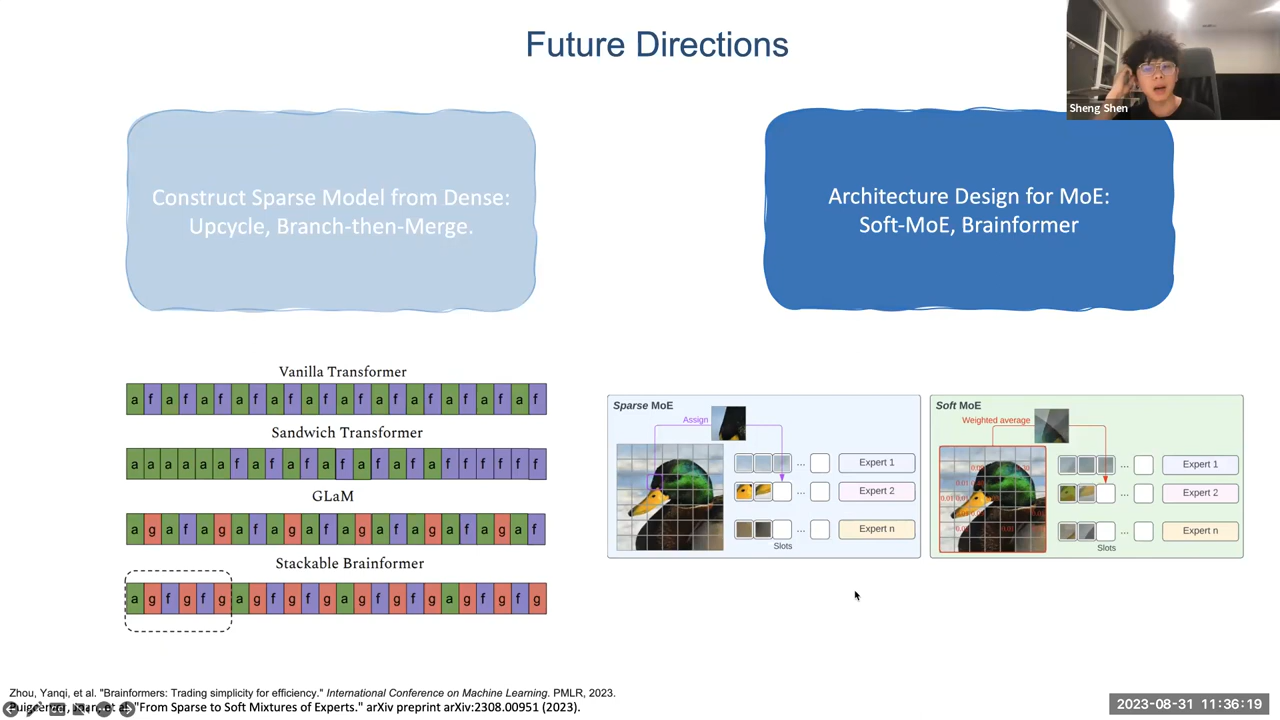 Future Directions
Sheng Shen
Construct Sparse Model from Dense:
Upcycle, Branch-then-Merge.
Architecture Design for MoE:
Soft-MoE, Brainformer
Vanilla Transformer
a f a f a f a f a f a f a f a f a f a f a f a f
Sandwich Transformer
a a a a a a f a f a f a f a f a f a f f f f f f
GLaM
a g a f a g a f a g a f a g a f a g a f a g a f
Stackable Brainformer
a g f g f g a g f g f g a g f g f g a g f g f g
Sparse MoE
Assign
... Expert 1
... Expert 2
... Expert n
Slots
Soft MoE
Weighted average
... Expert 1
... Expert 2
... Expert n
Slots
Zhou, Yanqi, et al. "Brainformers: Trading simplicity for efficiency." International Conference on Machine Learning. PMLR, 2023.
"From Sparse to Soft Mixtures of Experts." arXiv preprint arXiv:2308.00951 (2023).
2023-08-31 11:36:19